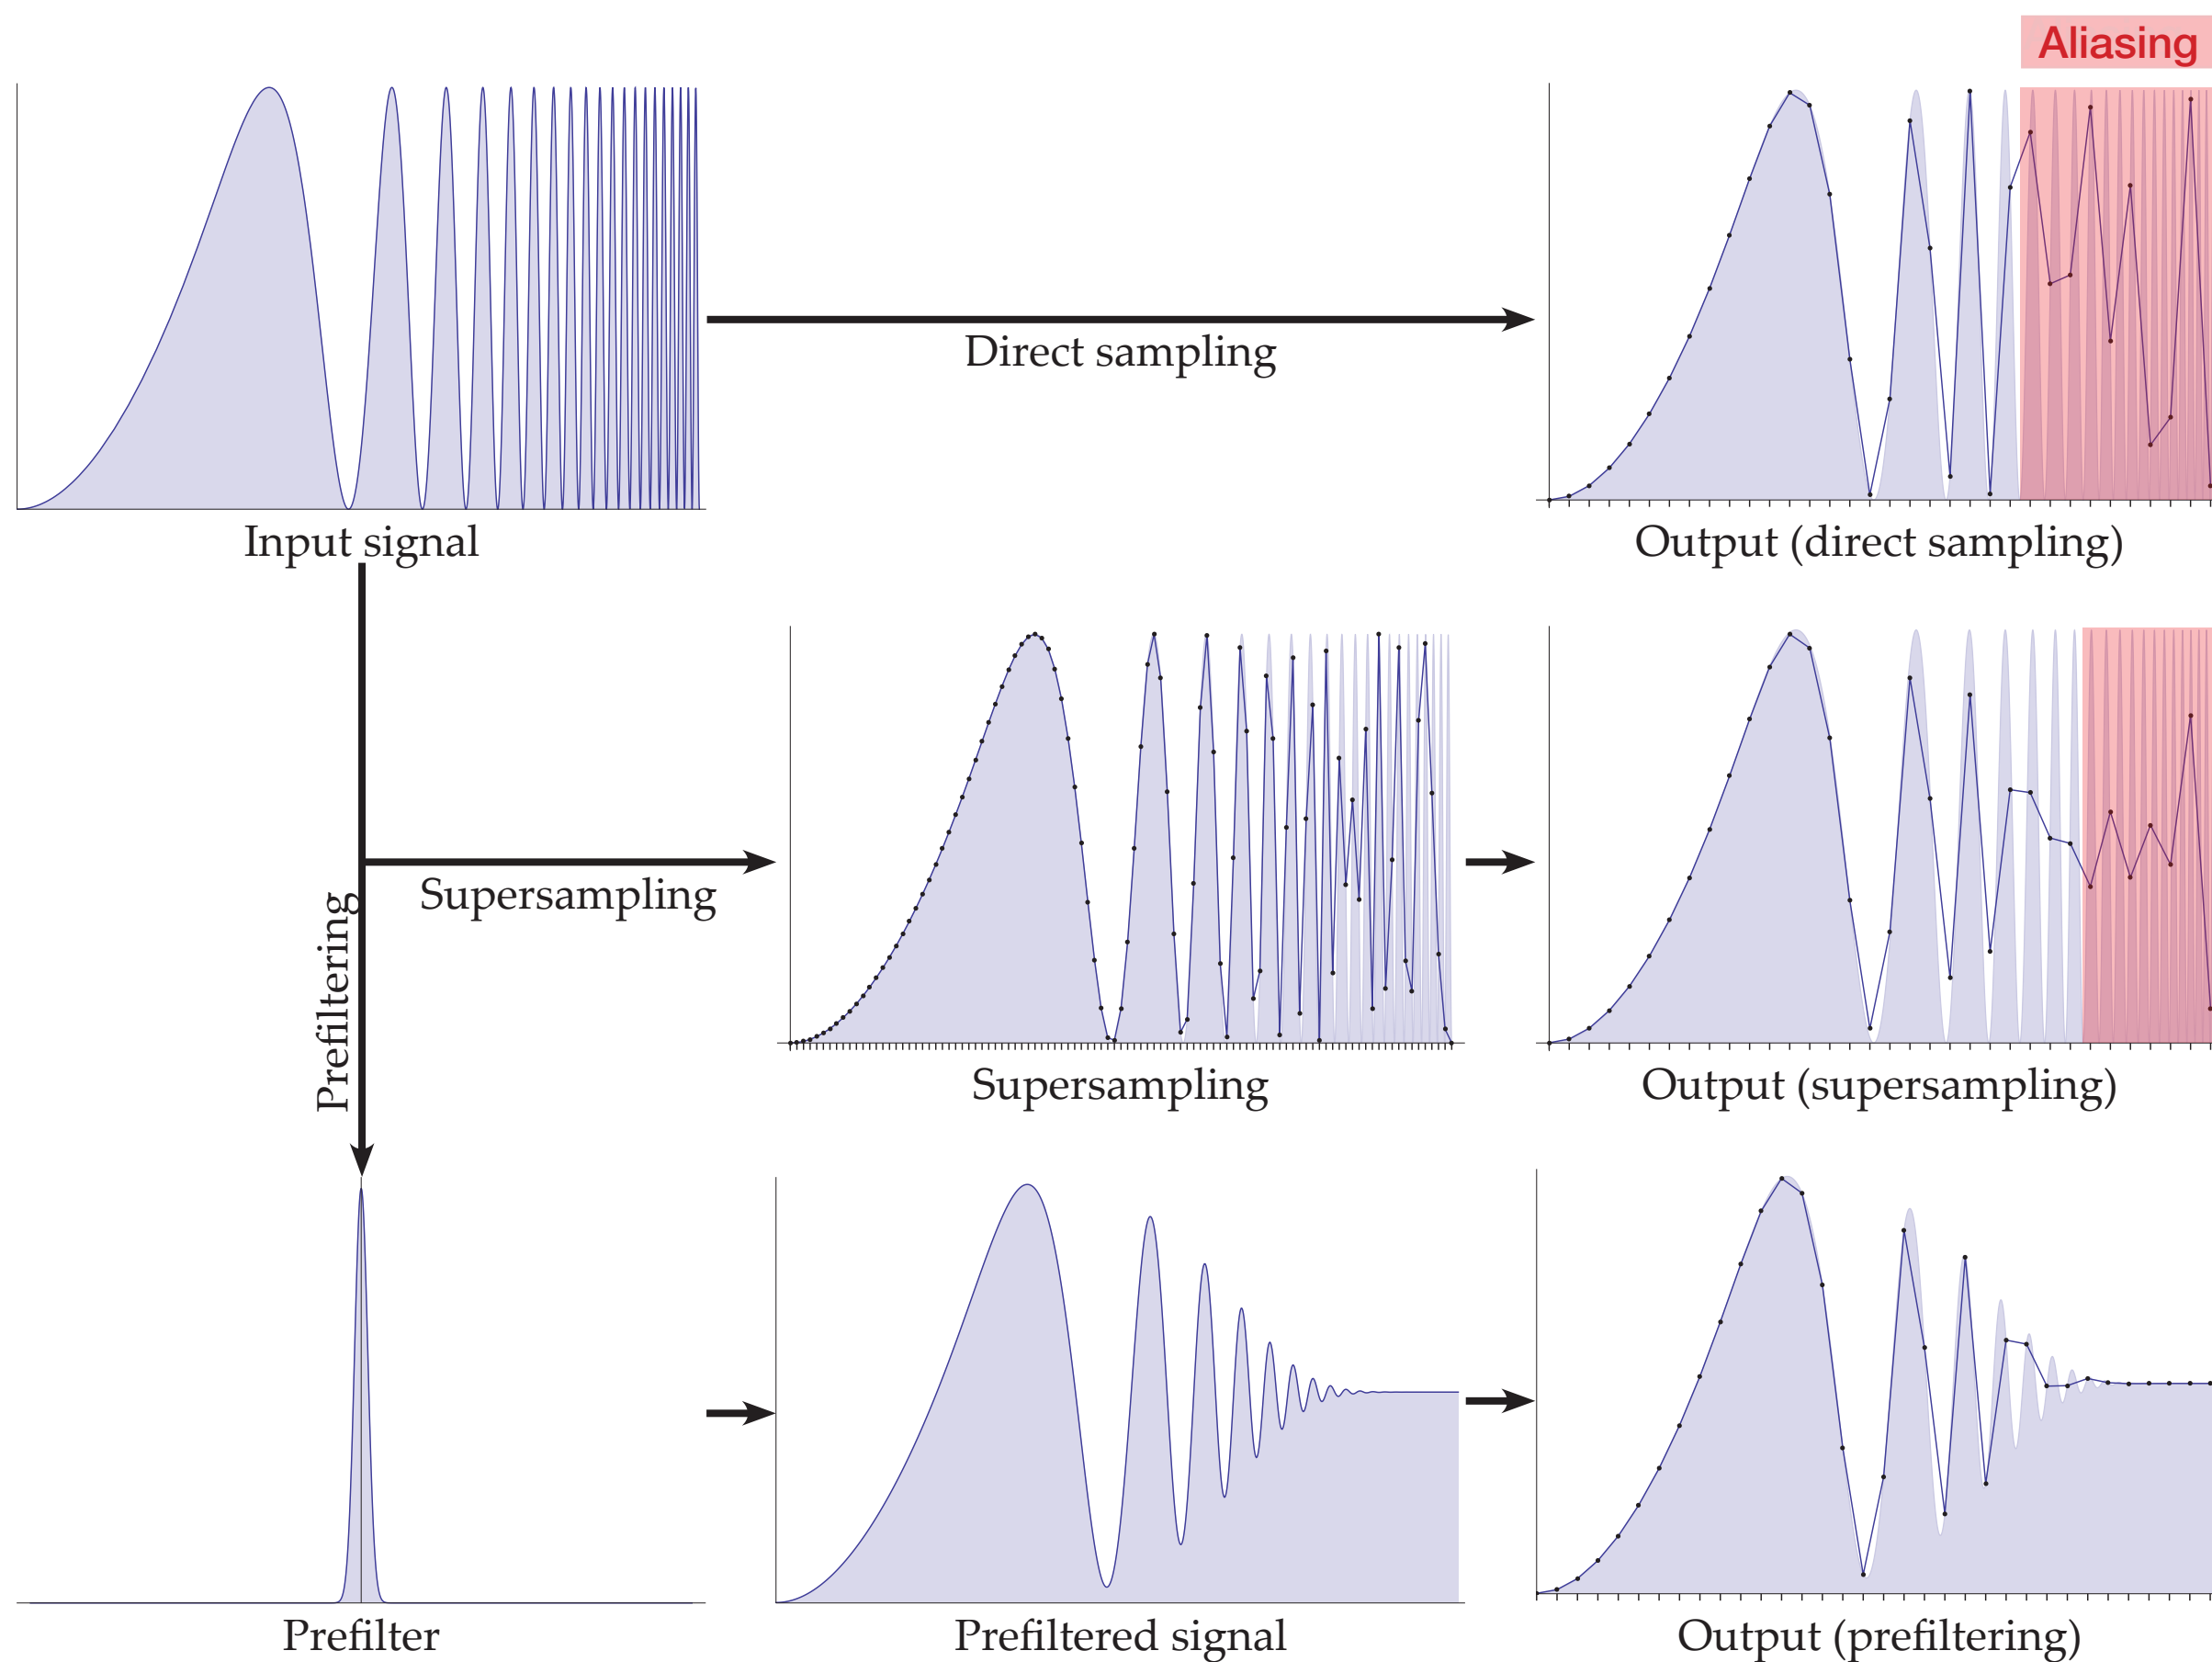 Aliasing
Direct sampling
Input signal
Output (direct sampling)
Supersampling
Prefiltering
Supersampling
Output (supersampling)
Prefilter
Prefiltered signal
Output (prefiltering)